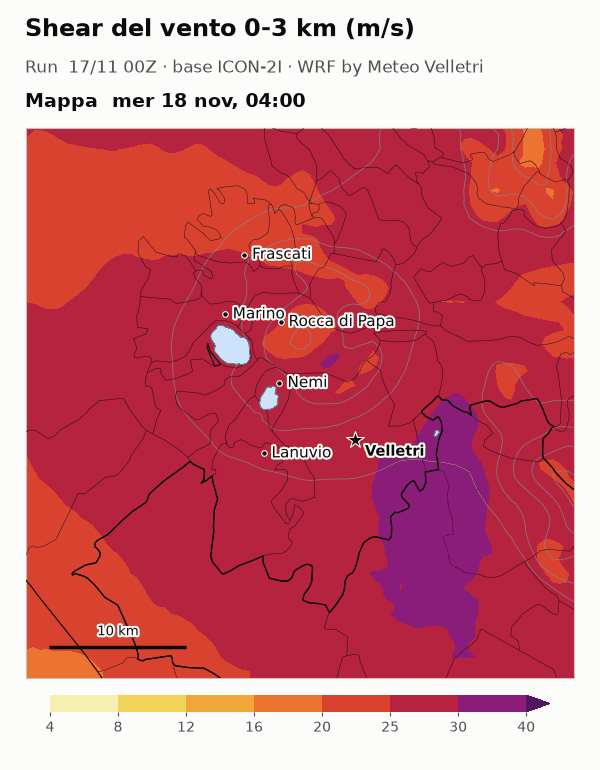 Shear del vento 0-3 km (m/s)
Run  17/11 00Z · base ICON-2I · WRF by Meteo Velletri
Mappa  mer 18 nov, 04:00
Frascati
Marino
Rocca di Papa
Nemi
Velletri
Lanuvio
10 km
4 8 12 16 20 25 30 40